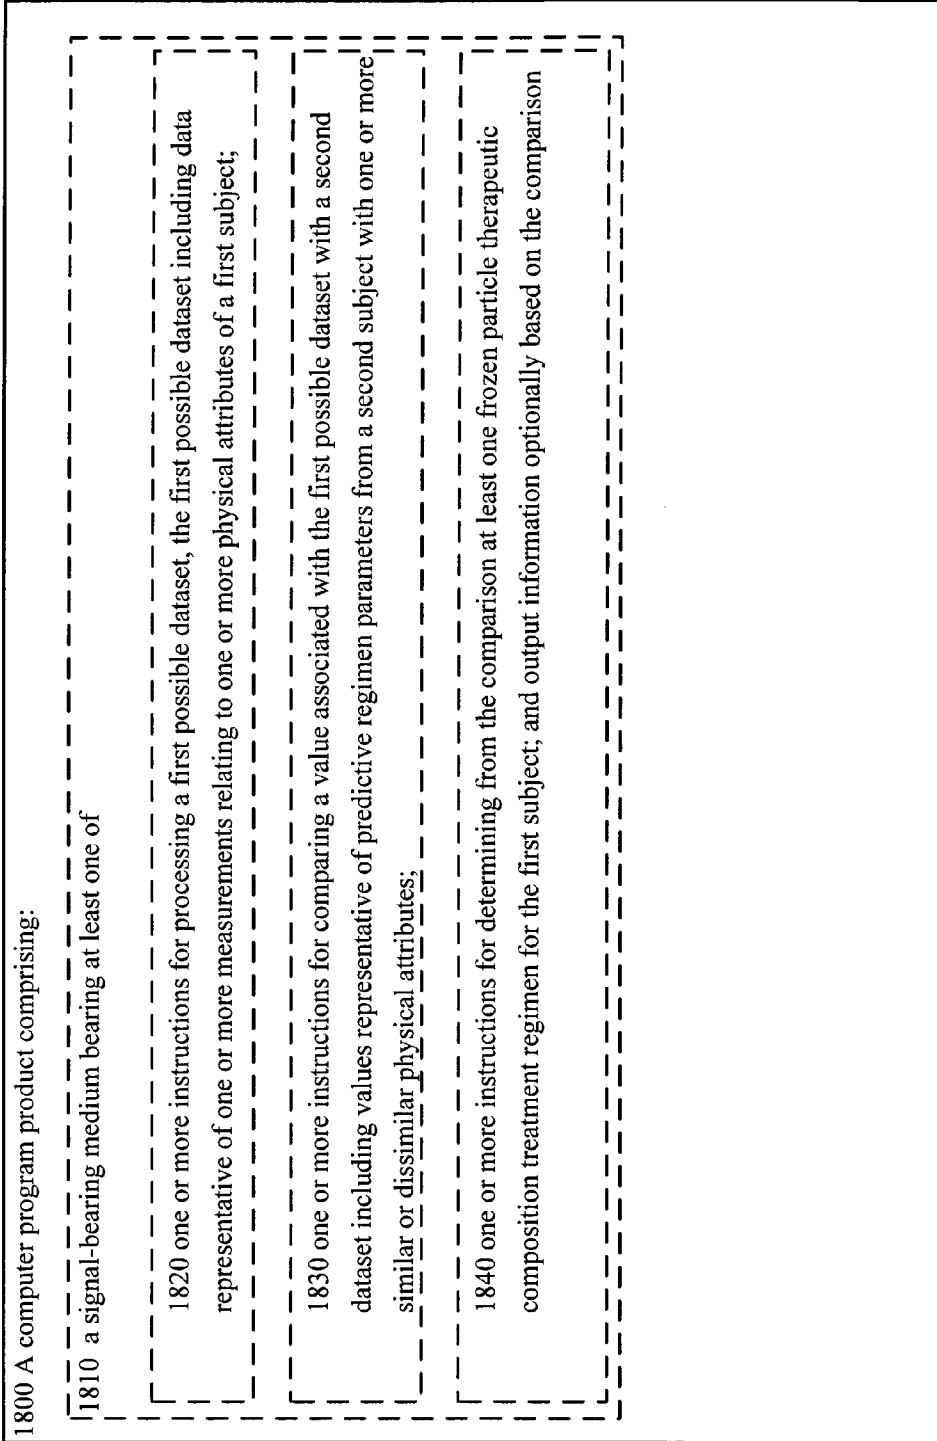 1800 A computer program product comprising:
1810 a signal-bearing medium bearing at least one of
1820 one or more instructions for processing a first possible dataset, the first possible dataset including data
representative of one or more measurements relating to one or more physical attributes of a first subject;
1830 one or more instructions for comparing a value associated with the first possible dataset with a second
dataset including values representative of predictive regimen parameters from a second subject with one or more
similar or dissimilar physical attributes;
1840 one or more instructions for determining from the comparison at least one frozen particle therapeutic
composition treatment regimen for the first subject; and output information optionally based on the comparison